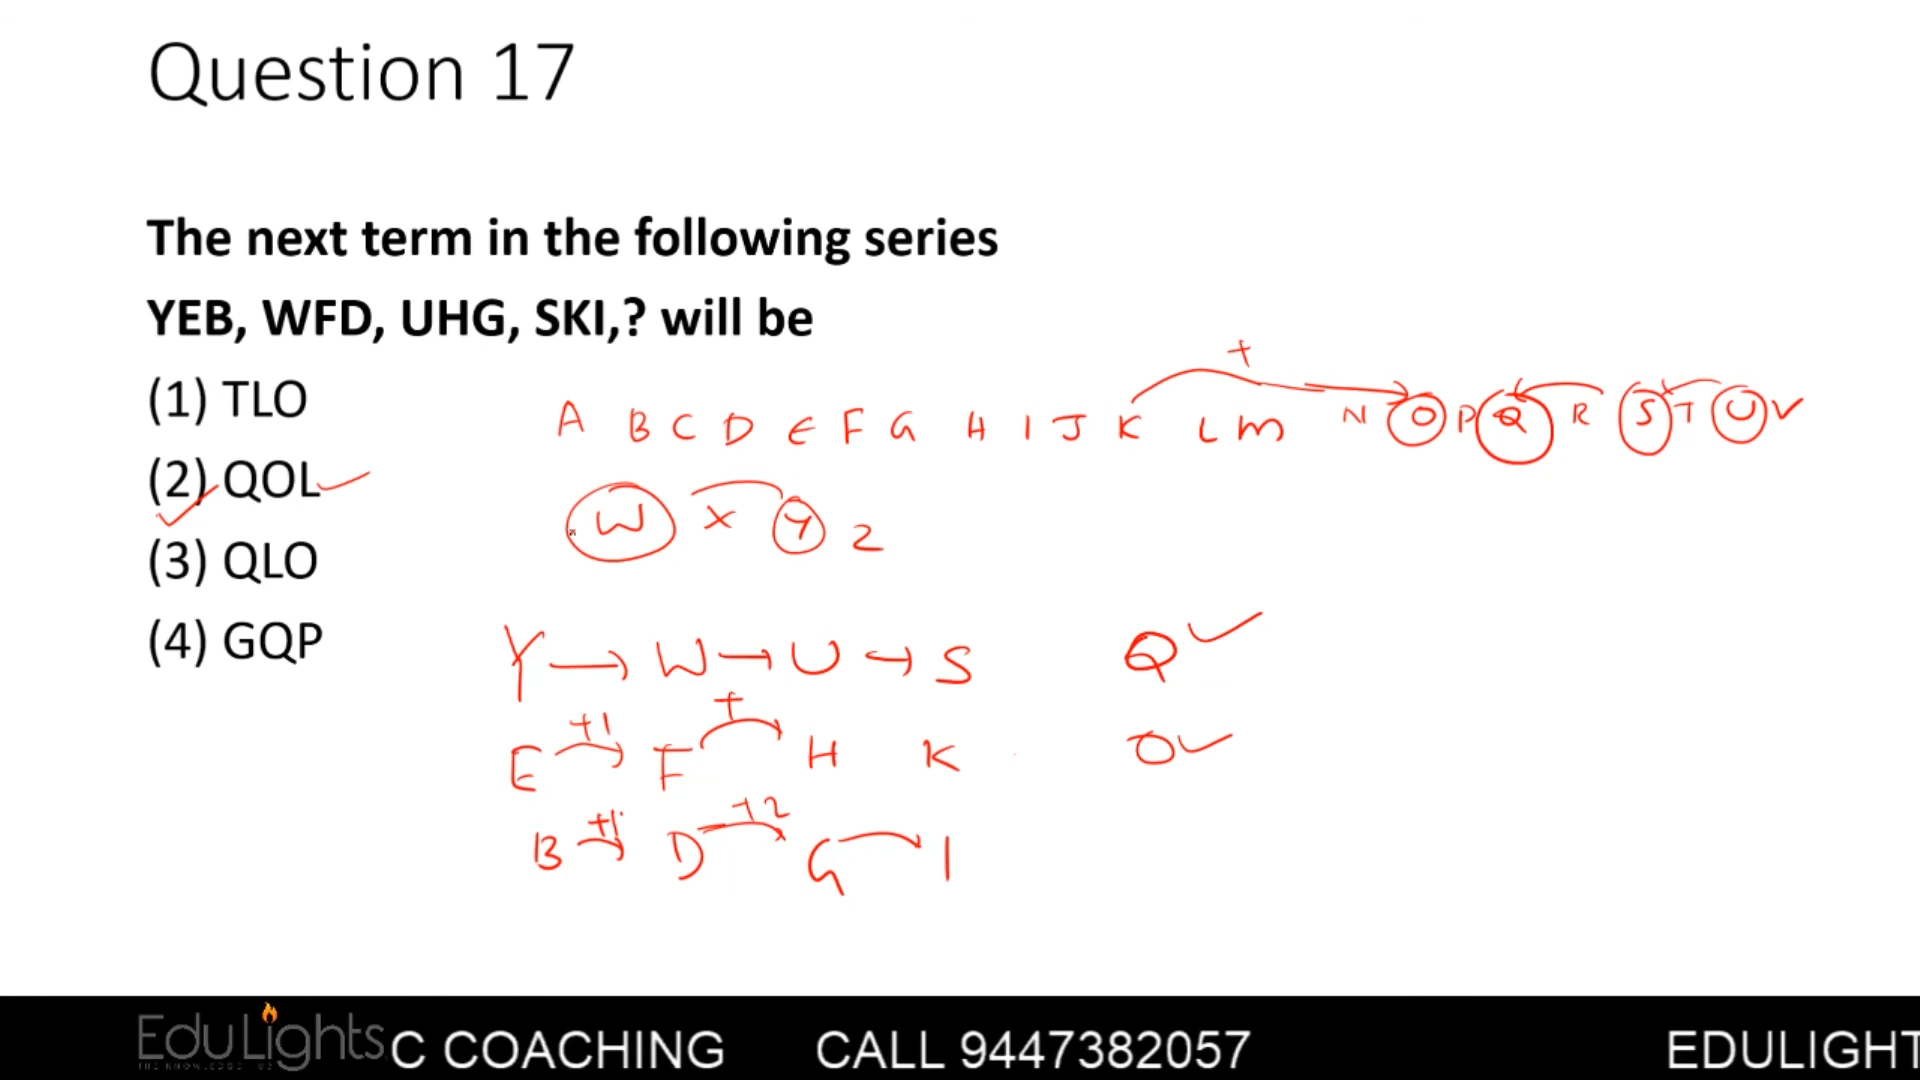 Question 17
The next term in the following series
YEB, WFD, UHG, SKI,? will be
(1) TLO
(2) QOL
(3) QLO
(4) GQP
+
A B C D E F G H I J K L M N O P Q R S T U V
W X Y Z
Y → W → U → S Q
+1 +
E F H K O
+1 +2
B D G I
EduLights C COACHING CALL 9447382057 EDULIGHT